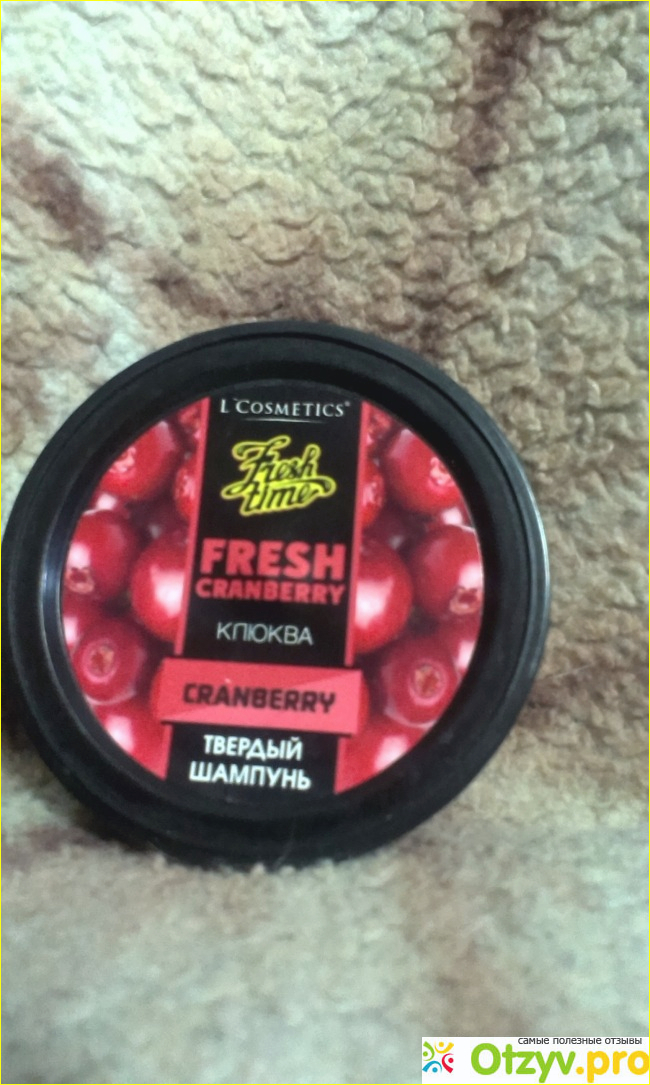 L'COSMETICS®
Fresh
time
FRESH
CRANBERRY
КЛЮКВА
CRANBERRY
ТВЕРДЫЙ
ШАМПУНЬ
самые полезные отзывы
Otzyv.pro